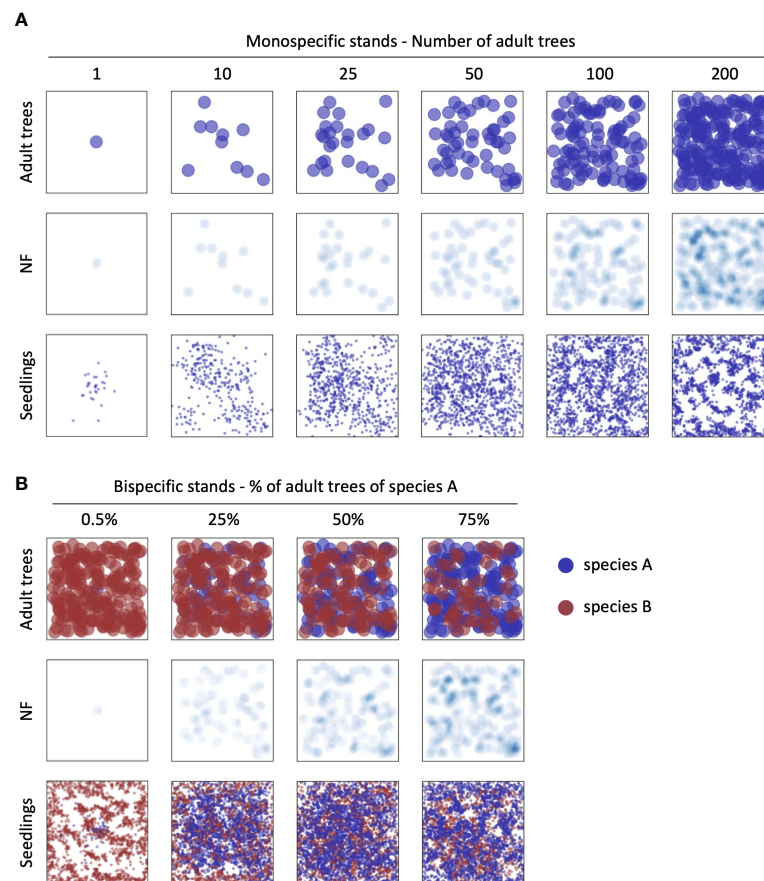 A
Monospecific stands - Number of adult trees
1 10 25 50 100 200
Adult trees
NF
Seedlings
B
Bispecific stands - % of adult trees of species A
0.5% 25% 50% 75%
Adult trees
species A
species B
NF
Seedlings